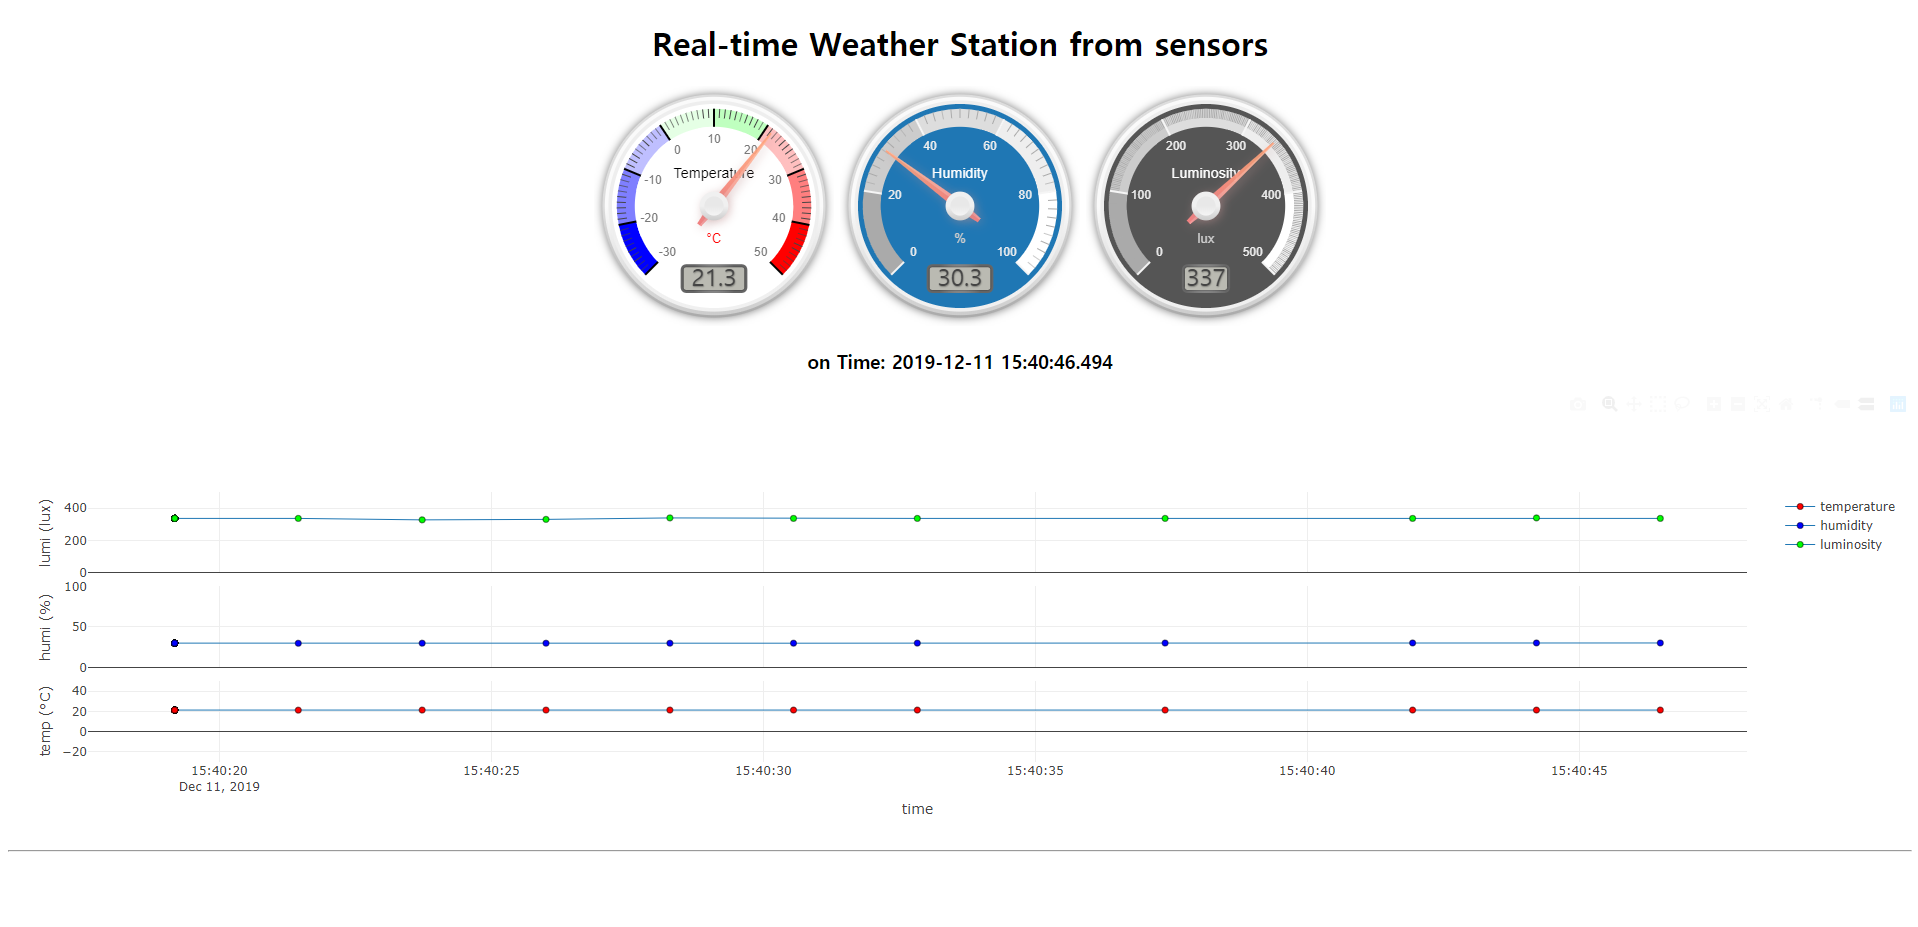 Real-time Weather Station from sensors
-30 -20 -10 0 10 20 30 40 50
Temperature
°C
21.3
0 20 40 60 80 100
Humidity
%
30.3
0 100 200 300 400 500
Luminosity
lux
337
on Time: 2019-12-11 15:40:46.494
lumi (lux)
400
200
0
humi (%)
100
50
0
temp (°C)
40
20
0
−20
temperature
humidity
luminosity
15:40:20 15:40:25 15:40:30 15:40:35 15:40:40 15:40:45
Dec 11, 2019
time